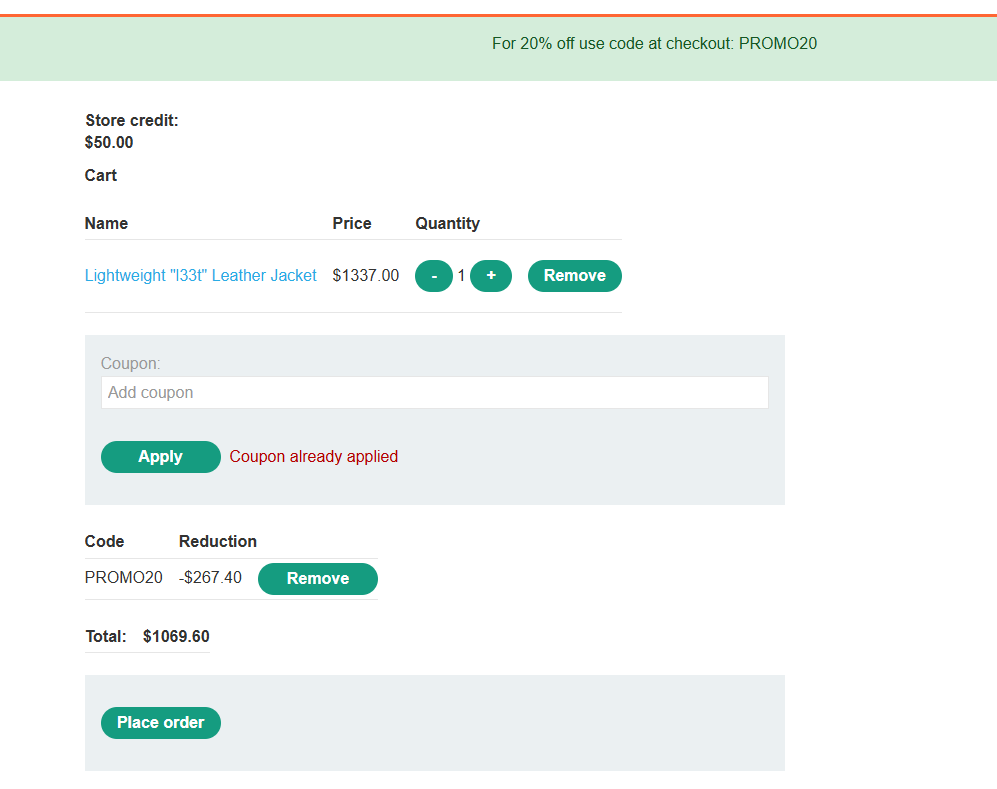 For 20% off use code at checkout: PROMO20
Store credit:
$50.00
Cart
Name Price Quantity
Lightweight "l33t" Leather Jacket $1337.00 - 1 + Remove
Coupon:
Add coupon
Apply Coupon already applied
Code Reduction
PROMO20 -$267.40 Remove
Total: $1069.60
Place order